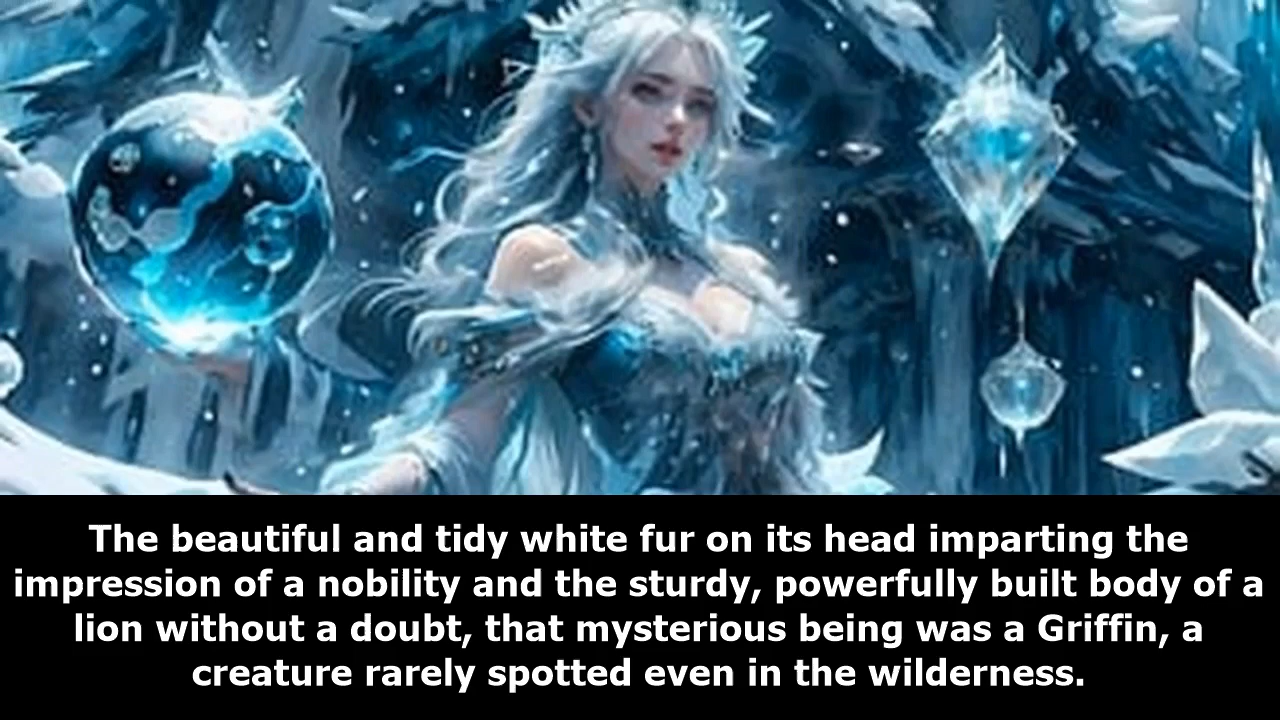 The beautiful and tidy white fur on its head imparting the
impression of a nobility and the sturdy, powerfully built body of a
lion without a doubt, that mysterious being was a Griffin, a
creature rarely spotted even in the wilderness.